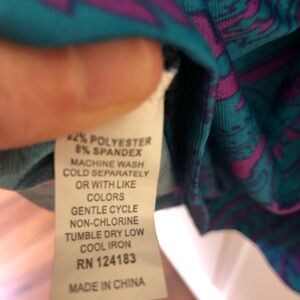 92% POLYESTER
8% SPANDEX
MACHINE WASH
COLD SEPARATELY
OR WITH LIKE
COLORS
GENTLE CYCLE
NON-CHLORINE
TUMBLE DRY LOW
COOL IRON
RN 124183
MADE IN CHINA